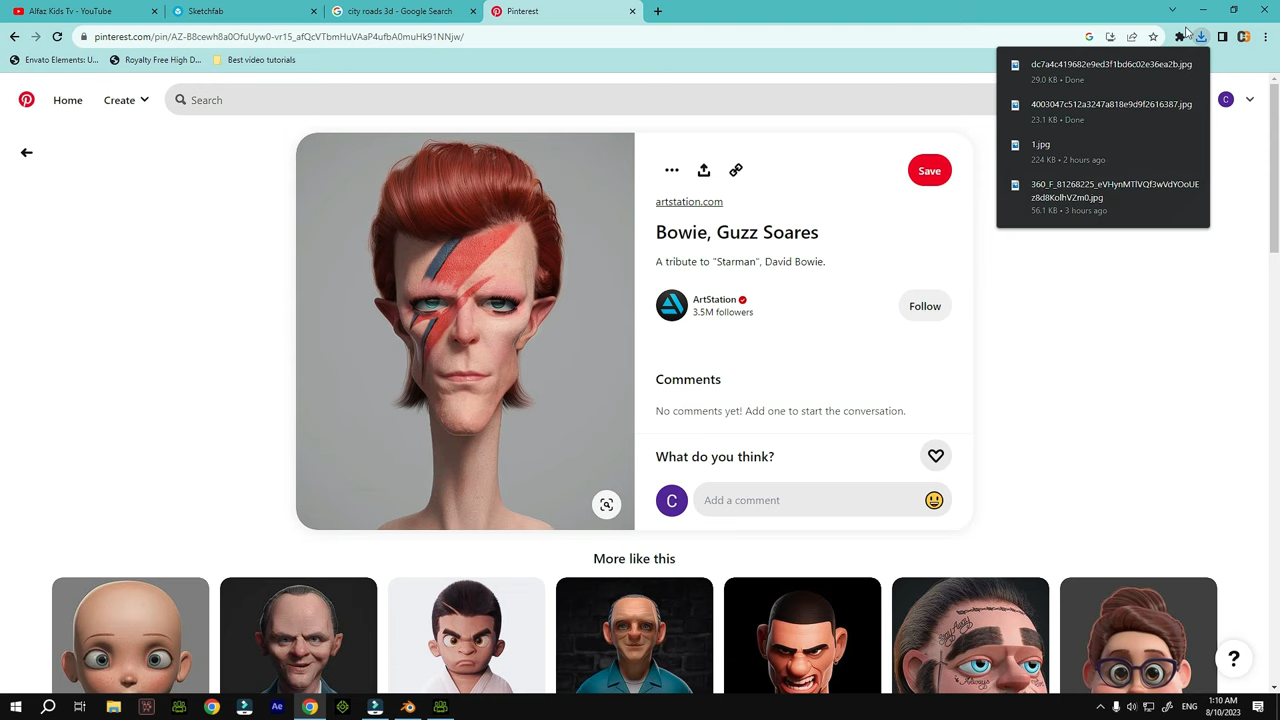 Alfaz Kids Tv - YouTube
Sketchfab
city roads 3d - Google Search
Pinterest
pinterest.com/pin/AZ-B8cewh8a0OfuUyw0-vr15_afQcVTbmHuVAaP4ufbA0muHk91NNjw/
Envato Elements: U...
Royalty Free High D...
Best video tutorials
dc7a4c419682e9ed3f1bd6c02e36ea2b.jpg
29.0 KB • Done
4003047c512a3247a818e9d9f2616387.jpg
23.1 KB • Done
1.jpg
224 KB • 2 hours ago
360_F_81268225_eVHynMTlVQf3wVdYOoUE
z8d8KolhVZm0.jpg
56.1 KB • 3 hours ago
Home
Create
Search
C
Save
artstation.com
Bowie, Guzz Soares
A tribute to "Starman", David Bowie.
ArtStation
3.5M followers
Follow
Comments
No comments yet! Add one to start the conversation.
What do you think?
C
Add a comment
More like this
Always
?
Ae
ENG
1:10 AM
8/10/2023